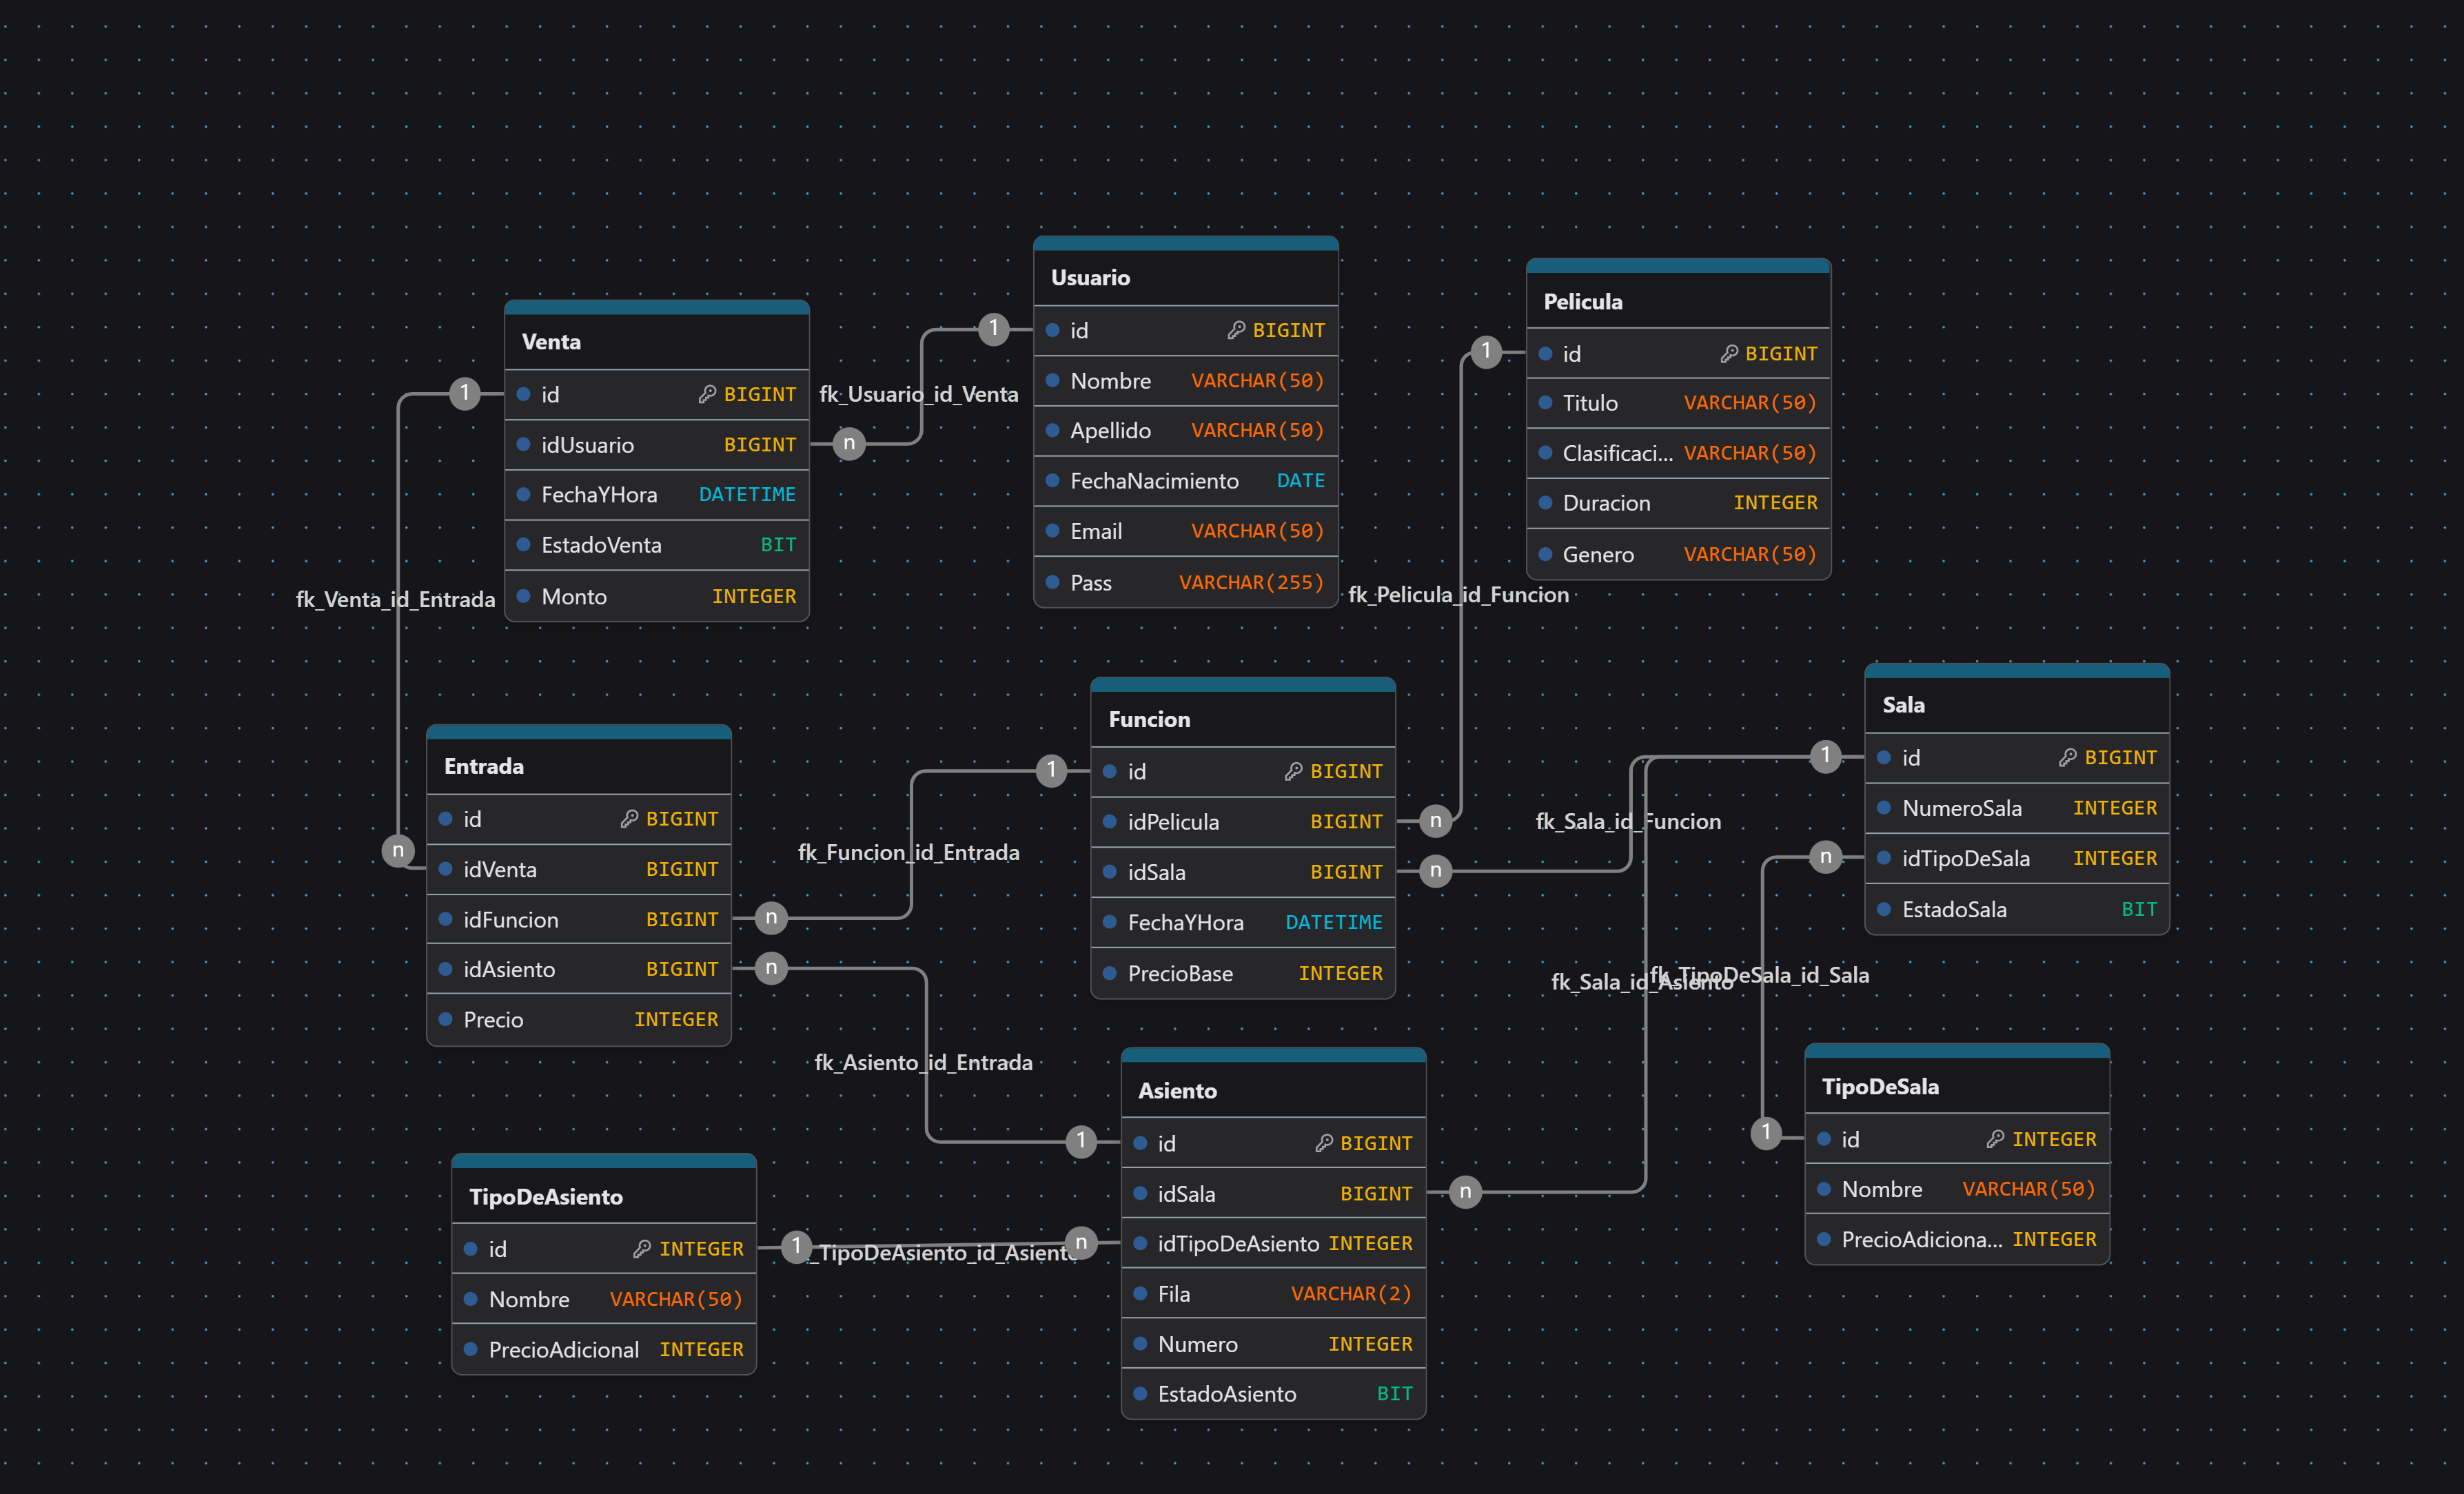 Usuario
id BIGINT
Nombre VARCHAR(50)
Apellido VARCHAR(50)
FechaNacimiento DATE
Email VARCHAR(50)
Pass VARCHAR(255)
Pelicula
id BIGINT
Titulo VARCHAR(50)
Clasificaci... VARCHAR(50)
Duracion INTEGER
Genero VARCHAR(50)
Venta
id BIGINT
idUsuario BIGINT
FechaYHora DATETIME
EstadoVenta BIT
Monto INTEGER
1
n
fk_Usuario_id_Venta
1
n
fk_Venta_id_Entrada
1
n
fk_Pelicula_id_Funcion
Sala
id BIGINT
NumeroSala INTEGER
idTipoDeSala INTEGER
EstadoSala BIT
Funcion
id BIGINT
idPelicula BIGINT
idSala BIGINT
FechaYHora DATETIME
PrecioBase INTEGER
Entrada
id BIGINT
idVenta BIGINT
idFuncion BIGINT
idAsiento BIGINT
Precio INTEGER
1
n
fk_Funcion_id_Entrada
1
n
fk_Sala_id_Funcion
n
fk_Sala_id_Asiento
n
1
fk_TipoDeSala_id_Sala
n
1
fk_Asiento_id_Entrada
TipoDeSala
id INTEGER
Nombre VARCHAR(50)
PrecioAdiciona... INTEGER
Asiento
id BIGINT
idSala BIGINT
idTipoDeAsiento INTEGER
Fila VARCHAR(2)
Numero INTEGER
EstadoAsiento BIT
TipoDeAsiento
id INTEGER
Nombre VARCHAR(50)
PrecioAdicional INTEGER
1
n
_TipoDeAsiento_id_Asiento